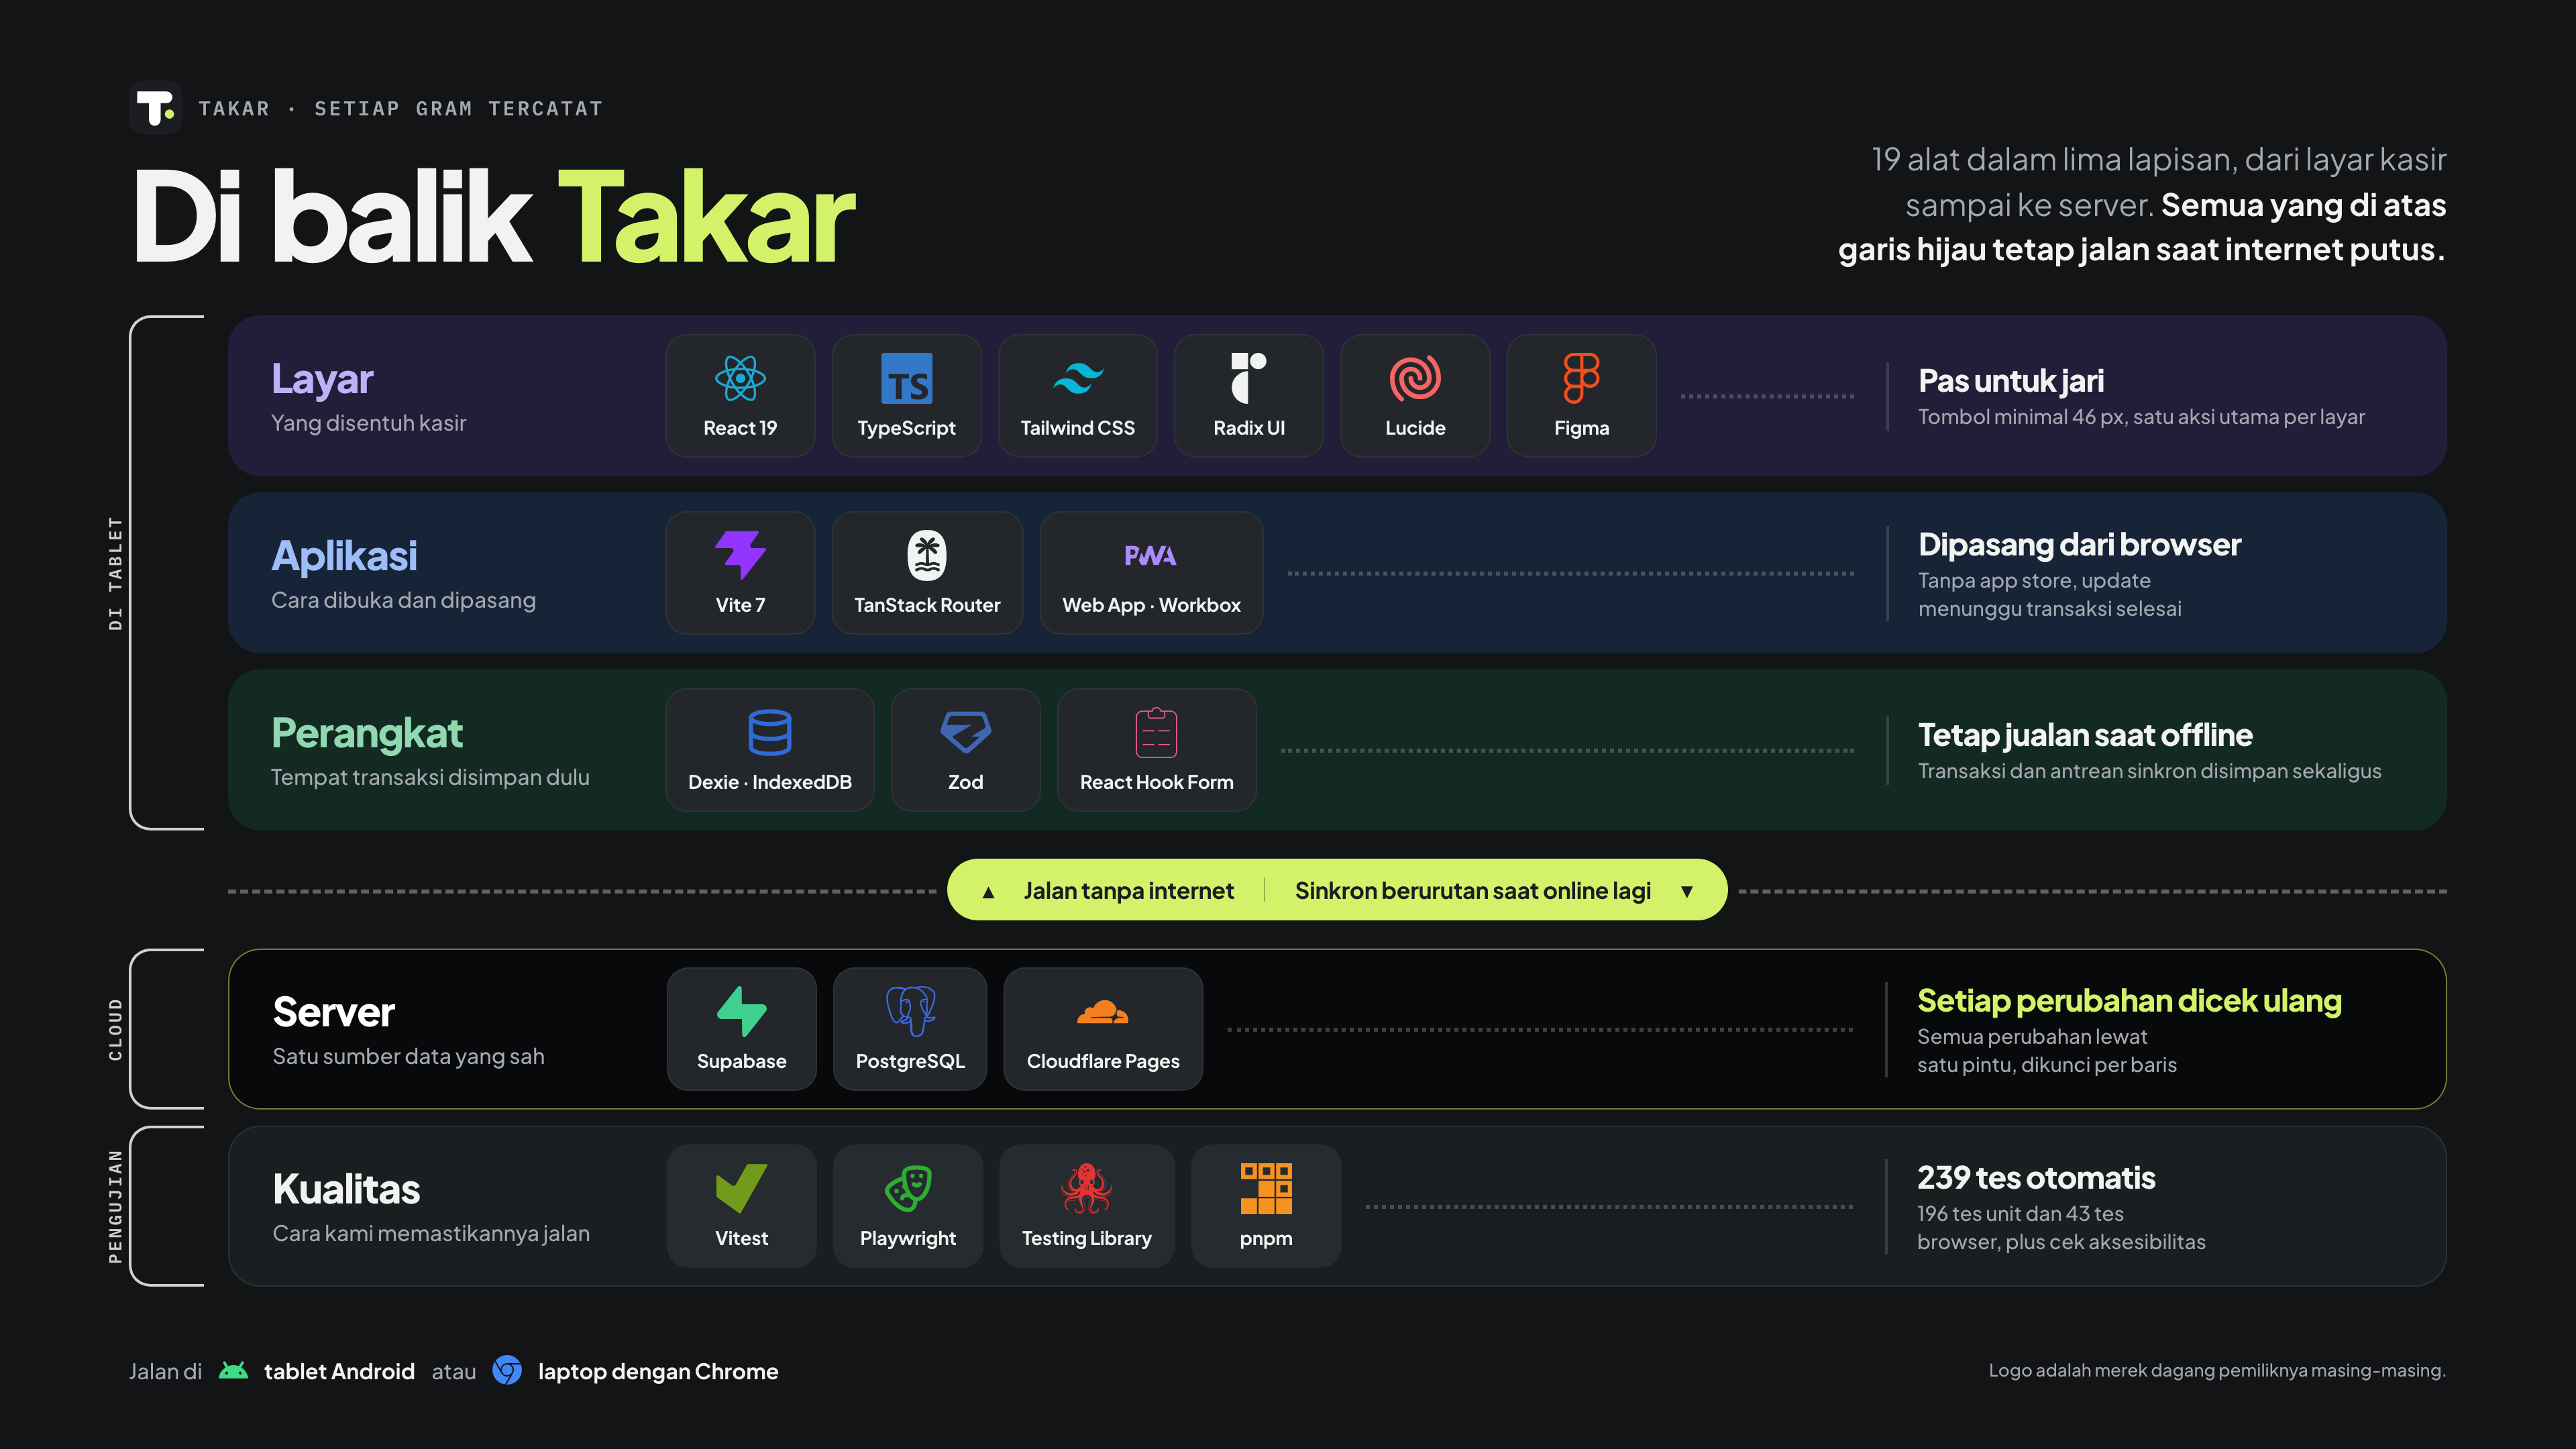 T.
TAKAR · SETIAP GRAM TERCATAT
Di balik Takar
19 alat dalam lima lapisan, dari layar kasir
sampai ke server. Semua yang di atas
garis hijau tetap jalan saat internet putus.
DI TABLET
Layar
Yang disentuh kasir
React 19
TS
TypeScript
Tailwind CSS
Radix UI
Lucide
Figma
Pas untuk jari
Tombol minimal 46 px, satu aksi utama per layar
Aplikasi
Cara dibuka dan dipasang
Vite 7
TanStack Router
PWA
Web App · Workbox
Dipasang dari browser
Tanpa app store, update
menunggu transaksi selesai
Perangkat
Tempat transaksi disimpan dulu
Dexie · IndexedDB
Zod
React Hook Form
Tetap jualan saat offline
Transaksi dan antrean sinkron disimpan sekaligus
▲ Jalan tanpa internet | Sinkron berurutan saat online lagi ▼
CLOUD
Server
Satu sumber data yang sah
Supabase
PostgreSQL
Cloudflare Pages
Setiap perubahan dicek ulang
Semua perubahan lewat
satu pintu, dikunci per baris
PENGUJIAN
Kualitas
Cara kami memastikannya jalan
Vitest
Playwright
Testing Library
pnpm
239 tes otomatis
196 tes unit dan 43 tes
browser, plus cek aksesibilitas
Jalan di tablet Android atau laptop dengan Chrome
Logo adalah merek dagang pemiliknya masing-masing.